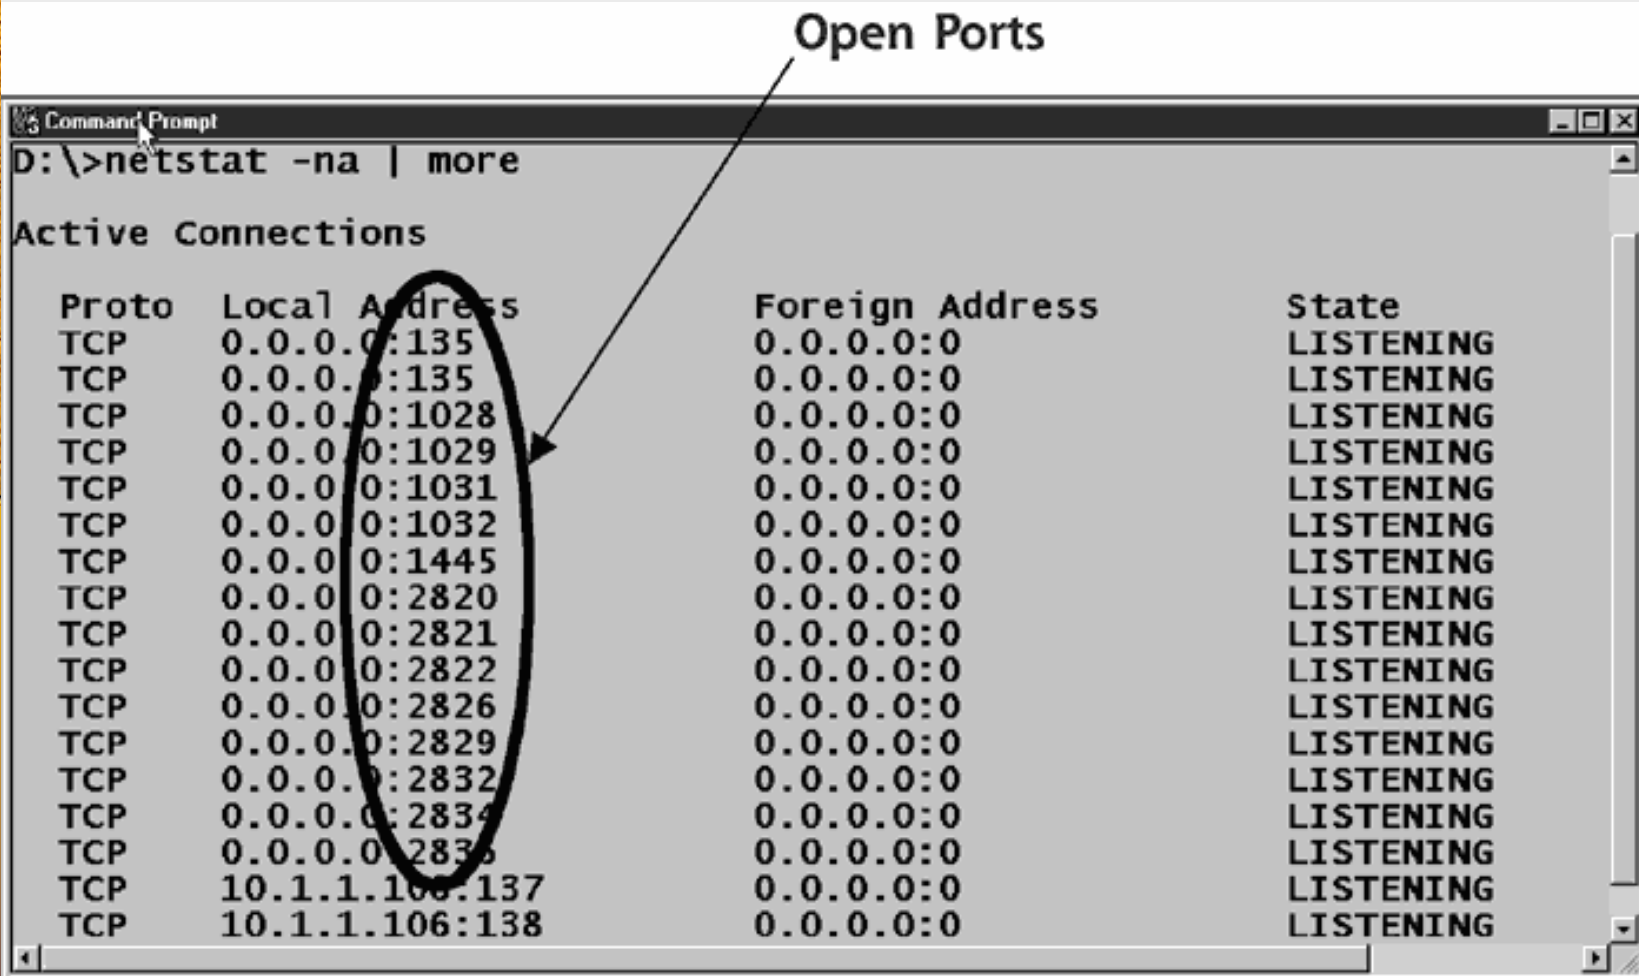 Open Ports
Command Prompt
D:\>netstat -na | more
Active Connections
Proto Local Address Foreign Address State
TCP 0.0.0.0:135 0.0.0.0:0 LISTENING
TCP 0.0.0.0:135 0.0.0.0:0 LISTENING
TCP 0.0.0.0:1028 0.0.0.0:0 LISTENING
TCP 0.0.0.0:1029 0.0.0.0:0 LISTENING
TCP 0.0.0.0:1031 0.0.0.0:0 LISTENING
TCP 0.0.0.0:1032 0.0.0.0:0 LISTENING
TCP 0.0.0.0:1445 0.0.0.0:0 LISTENING
TCP 0.0.0.0:2820 0.0.0.0:0 LISTENING
TCP 0.0.0.0:2821 0.0.0.0:0 LISTENING
TCP 0.0.0.0:2822 0.0.0.0:0 LISTENING
TCP 0.0.0.0:2826 0.0.0.0:0 LISTENING
TCP 0.0.0.0:2829 0.0.0.0:0 LISTENING
TCP 0.0.0.0:2832 0.0.0.0:0 LISTENING
TCP 0.0.0.0:2834 0.0.0.0:0 LISTENING
TCP 0.0.0.0:0 LISTENING
TCP 10.1.1.106:137 0.0.0.0:0 LISTENING
TCP 10.1.1.106:138 0.0.0.0:0 LISTENING